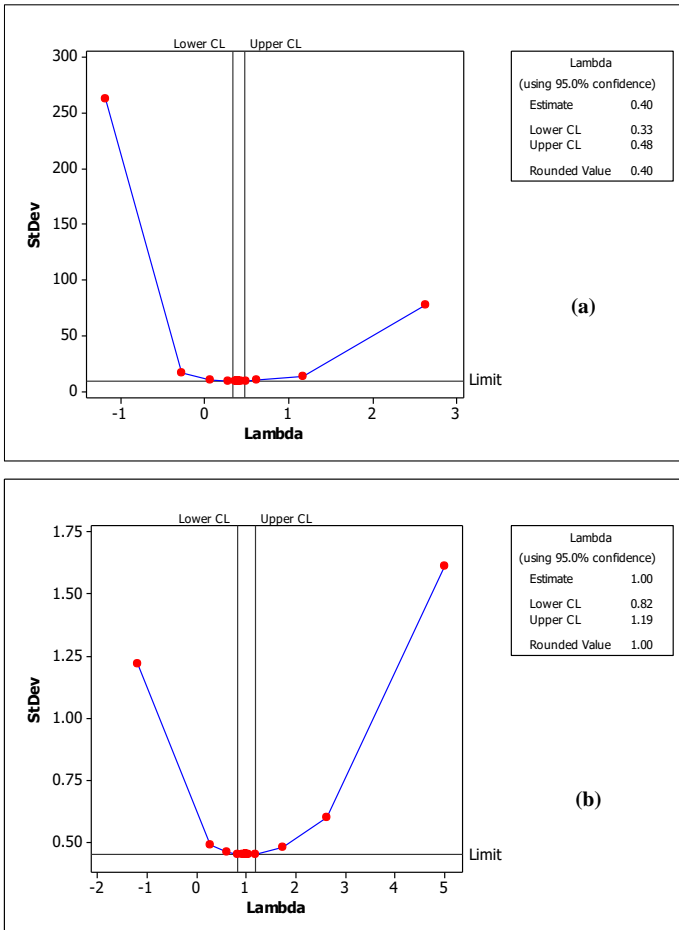 Lower CL Upper CL
300
250
200
150
100
50
0
StDev
-1 0 1 2 3
Lambda
Limit
Lambda
(using 95.0% confidence)
Estimate 0.40
Lower CL 0.33
Upper CL 0.48
Rounded Value 0.40
(a)
Lower CL Upper CL
1.75
1.50
1.25
1.00
0.75
0.50
StDev
-2 -1 0 1 2 3 4 5
Lambda
Limit
Lambda
(using 95.0% confidence)
Estimate 1.00
Lower CL 0.82
Upper CL 1.19
Rounded Value 1.00
(b)